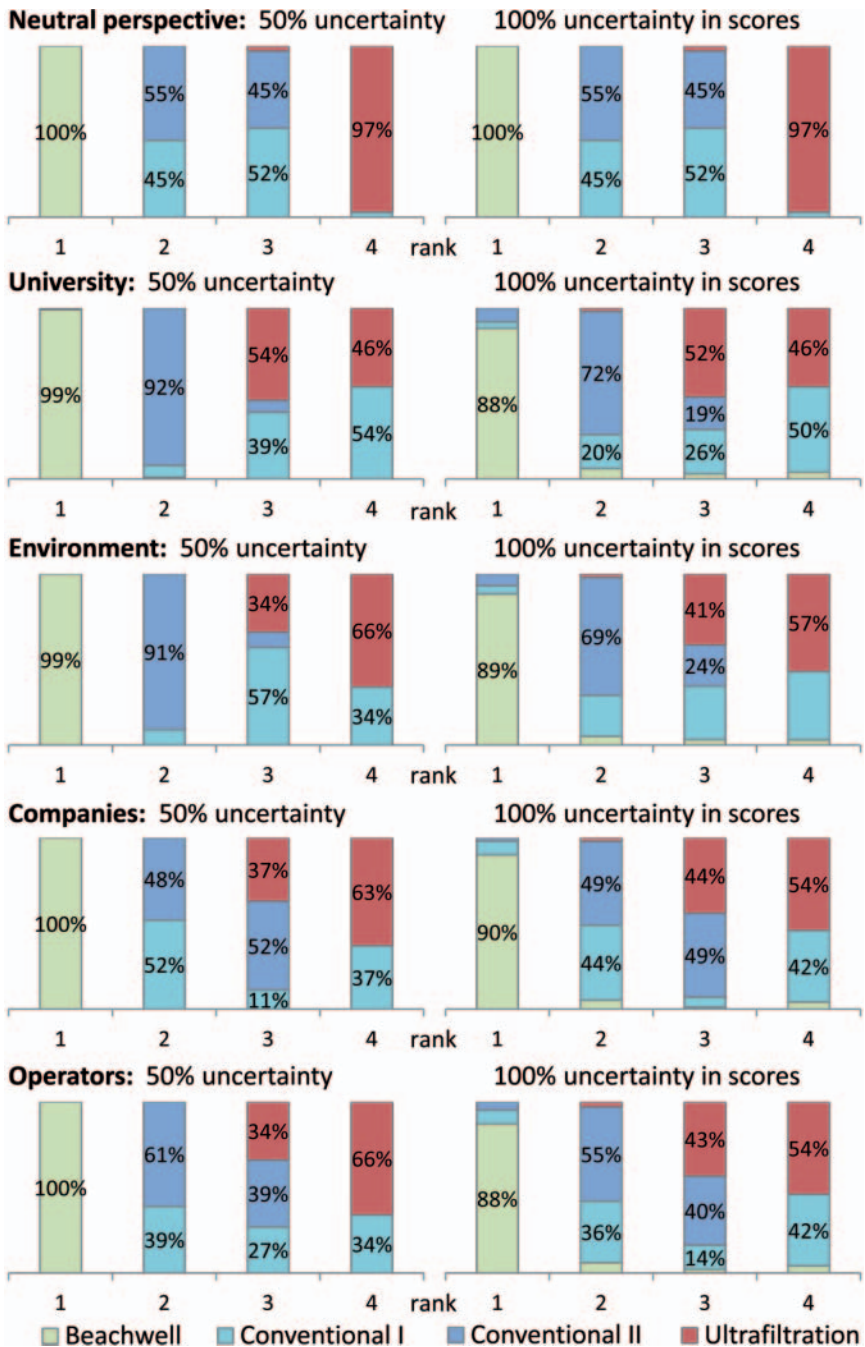 Neutral perspective: 50% uncertainty 100% uncertainty in scores
55% 45% 55% 45%
100% 97% 100% 97%
45% 52% 45% 52%
1 2 3 4 rank 1 2 3 4
University: 50% uncertainty 100% uncertainty in scores
54% 46% 52% 46%
99% 92% 72%
39% 54% 88% 19% 50%
20% 26%
1 2 3 4 rank 1 2 3 4
Environment: 50% uncertainty 100% uncertainty in scores
34% 41% 57%
99% 91% 66% 69%
57% 34% 89% 24%
1 2 3 4 rank 1 2 3 4
Companies: 50% uncertainty 100% uncertainty in scores
48% 37% 63% 49% 44% 54%
100% 52% 90%
52% 11% 37% 44% 49% 42%
1 2 3 4 rank 1 2 3 4
Operators: 50% uncertainty 100% uncertainty in scores
61% 34% 66% 55% 43% 54%
100% 39% 88% 40%
39% 27% 34% 36% 14% 42%
1 2 3 4 rank 1 2 3 4
Beachwell Conventional I Conventional II Ultrafiltration